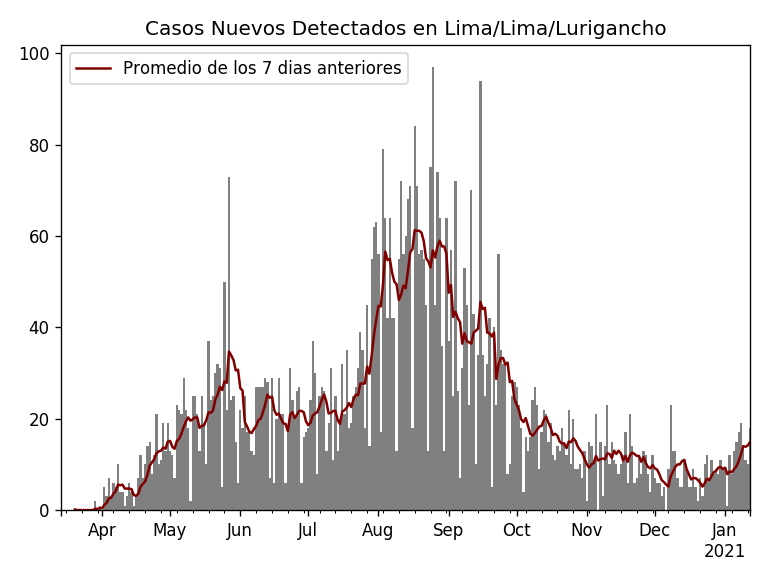 Casos Nuevos Detectados en Lima/Lima/Lurigancho
Promedio de los 7 dias anteriores
100
80
60
40
20
0
Apr May Jun Jul Aug Sep Oct Nov Dec Jan
2021